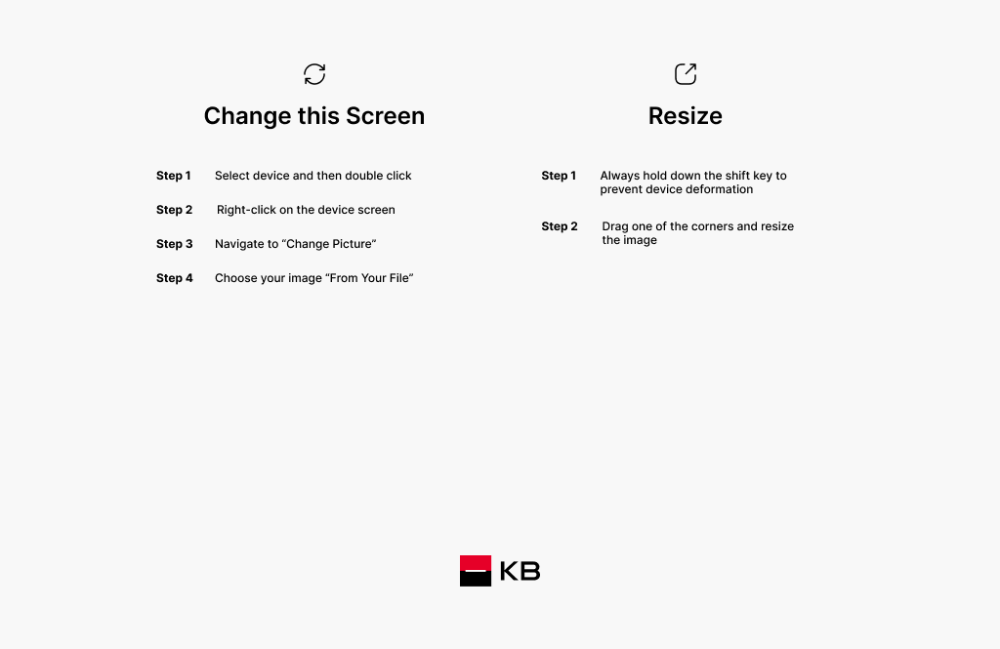 Change this Screen
Step 1 Select device and then double click
Step 2 Right-click on the device screen
Step 3 Navigate to “Change Picture”
Step 4 Choose your image “From Your File”
Resize
Step 1 Always hold down the shift key to
prevent device deformation
Step 2 Drag one of the corners and resize
the image
KB